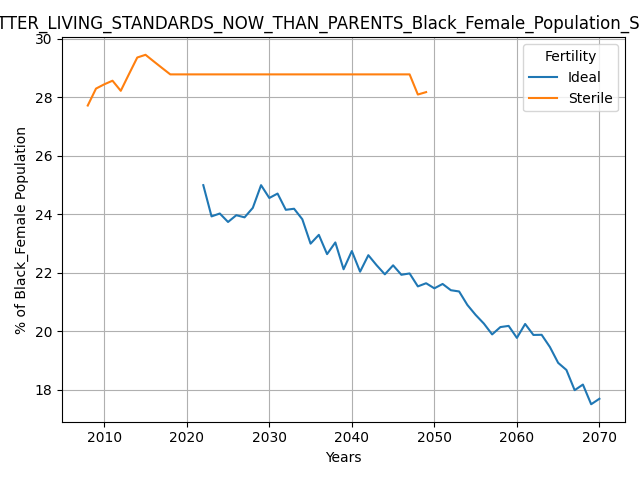 TTER_LIVING_STANDARDS_NOW_THAN_PARENTS_Black_Female_Population_S
30
28
26
24
22
20
18
% of Black_Female Population
2010 2020 2030 2040 2050 2060 2070
Years
Fertility
Ideal
Sterile